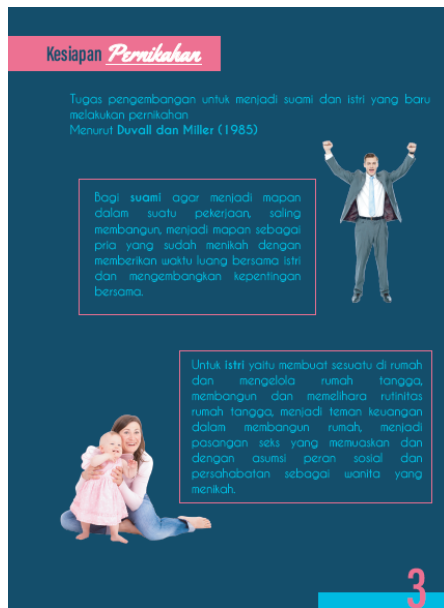 Kesiapan Pernikahan
Tugas pengembangan untuk menjadi suami dan istri yang baru
melakukan pernikahan
Menurut Duvall dan Miller (1985)
Bagi suami agar menjadi mapan
dalam suatu pekerjaan, saling
membangun, menjadi mapan sebagai
pria yang sudah menikah dengan
memberikan waktu luang bersama istri
dan mengembangkan kepentingan
bersama.
Untuk istri yaitu membuat sesuatu di rumah
dan mengelola rumah tangga,
membangun dan memelihara rutinitas
rumah tangga, menjadi teman keuangan
dalam membangun rumah, menjadi
pasangan seks yang memuaskan dan
dengan asumsi peran sosial dan
persahabatan sebagai wanita yang
menikah.
3